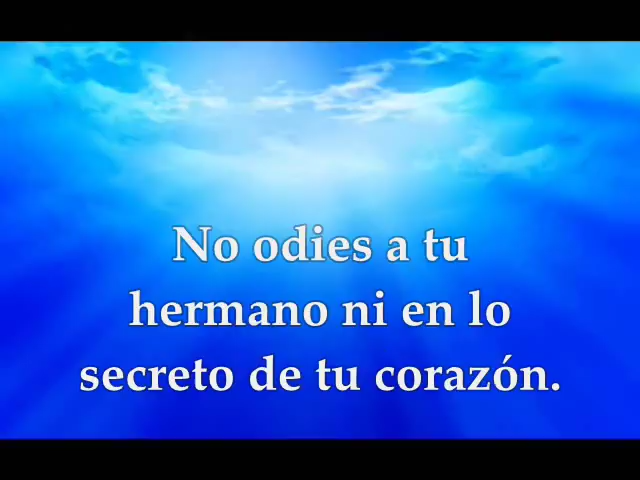 No odies a tu
hermano ni en lo
secreto de tu corazón.